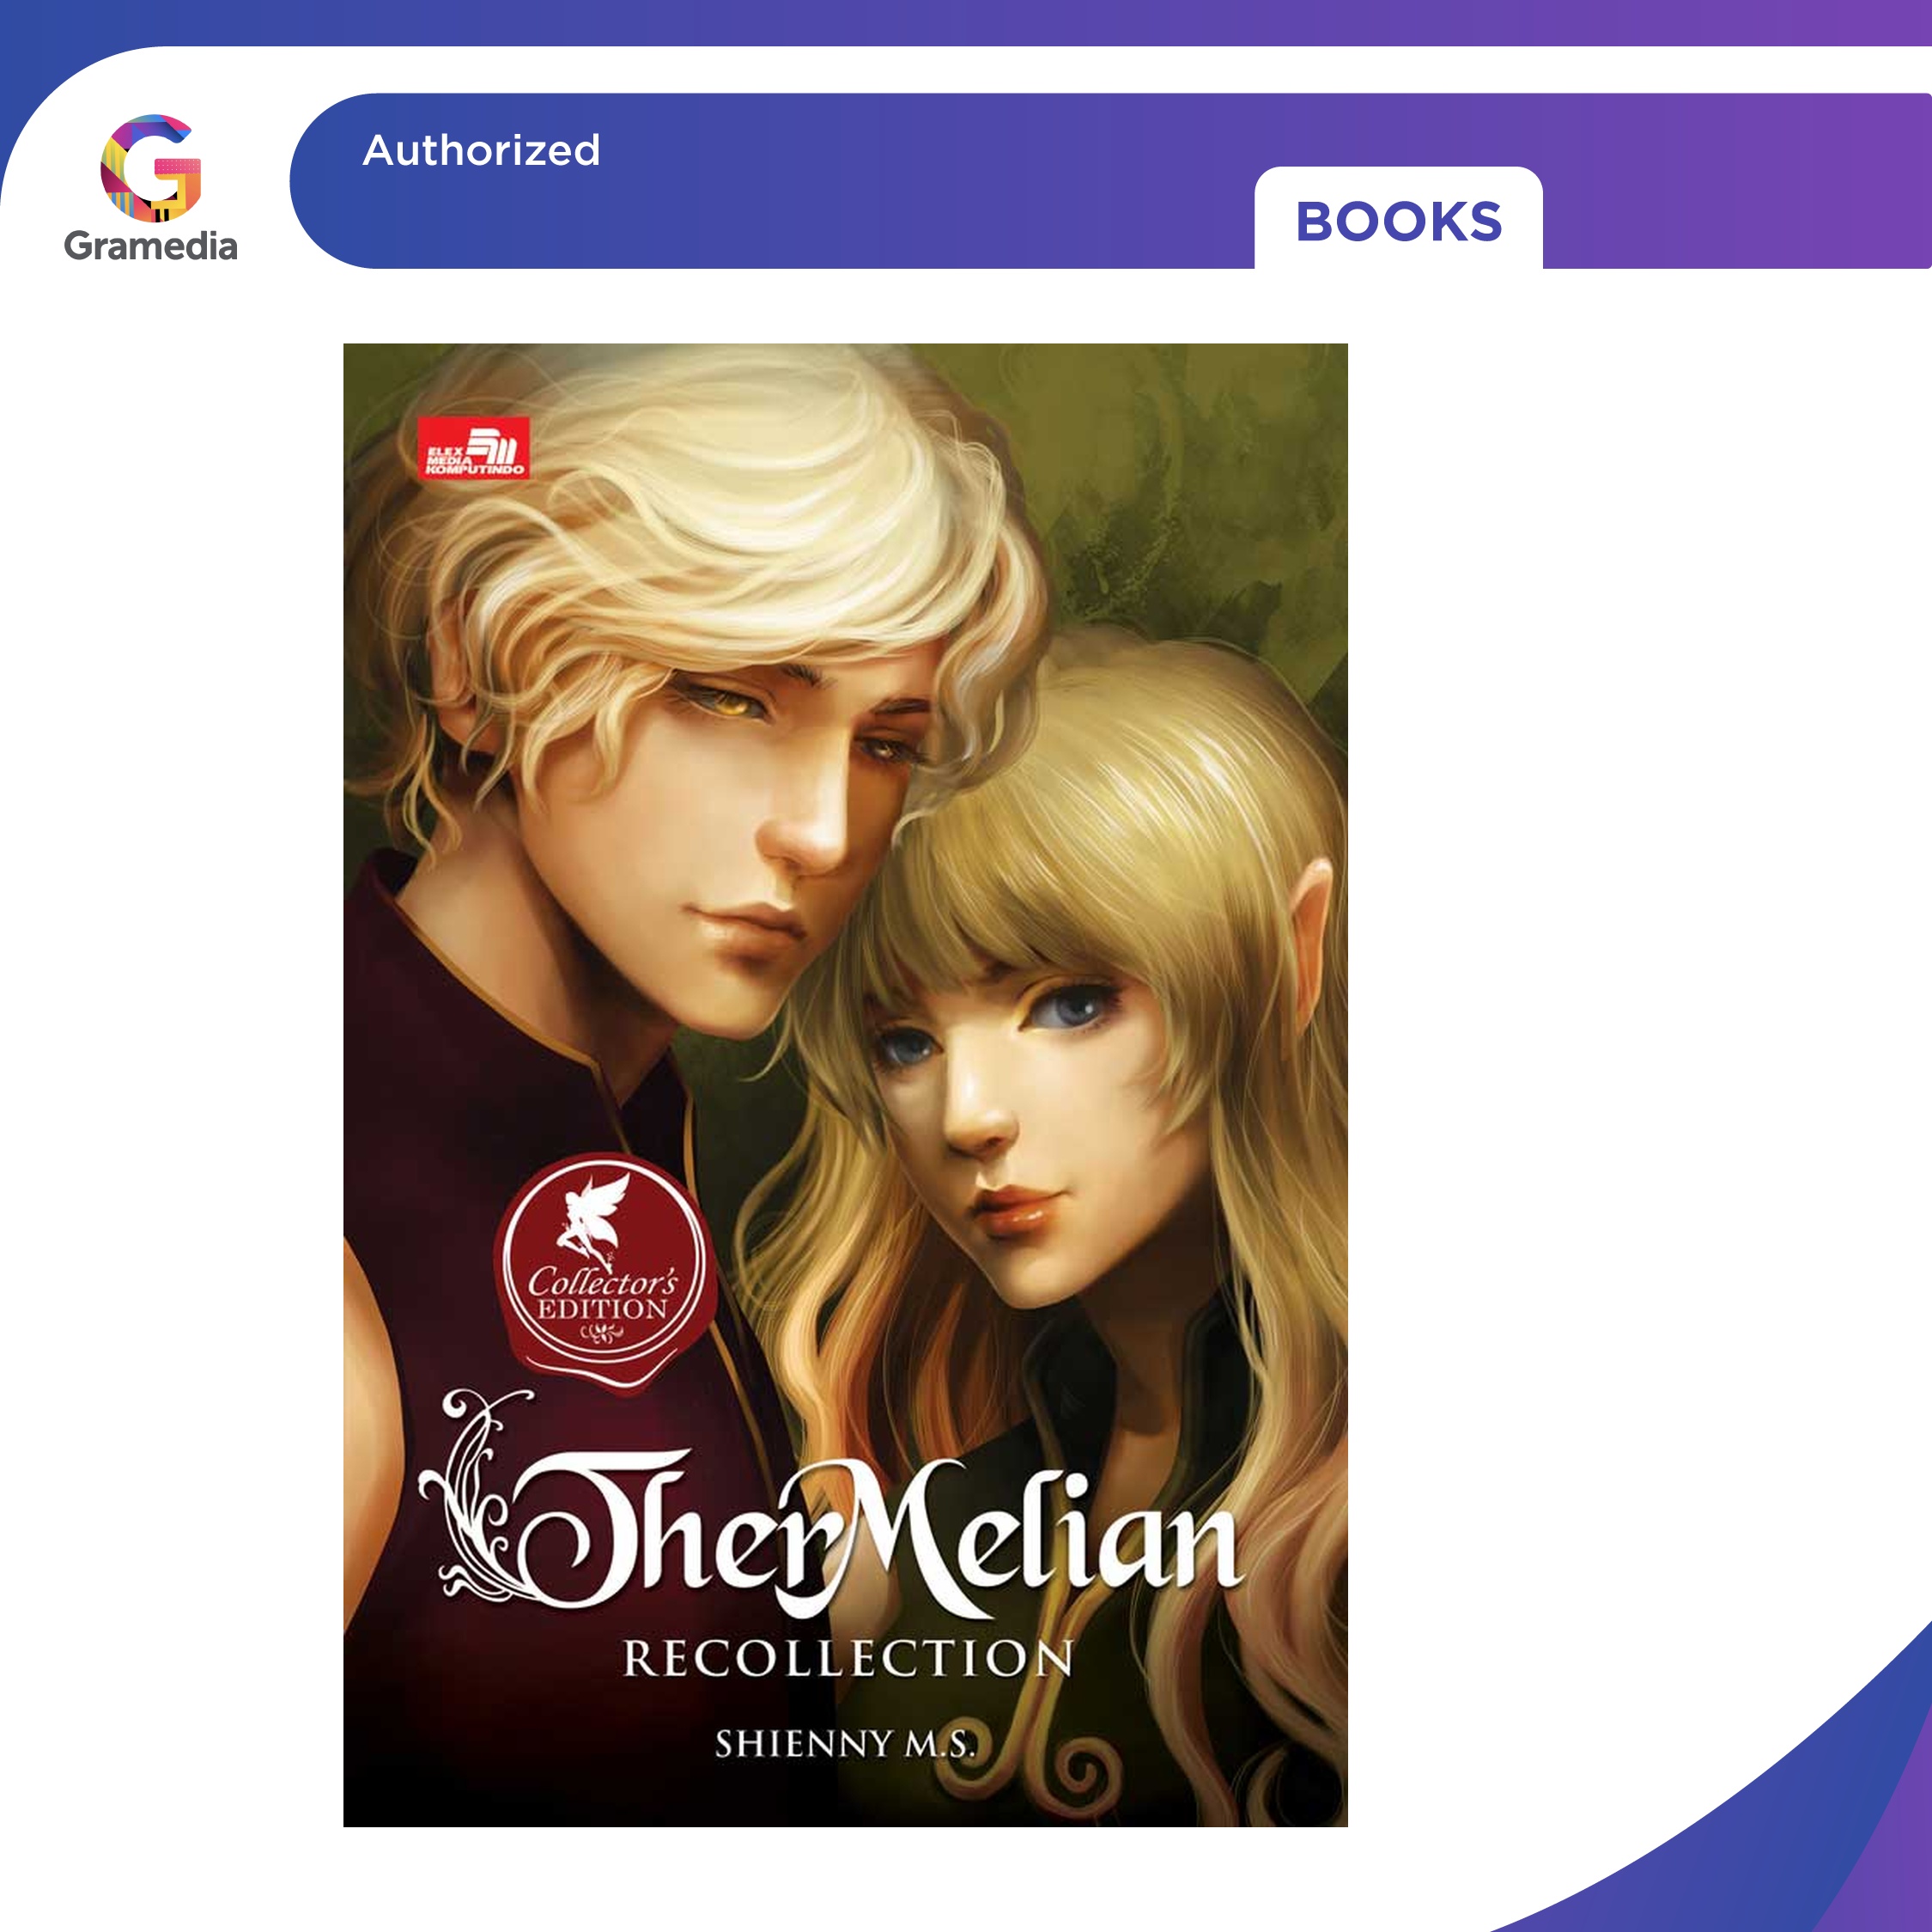 Authorized
BOOKS
Gramedia
ELEX
MEDIA
KOMPUTINDO
Collector's
EDITION
TherMelian
RECOLLECTION
SHIENNY M.S.